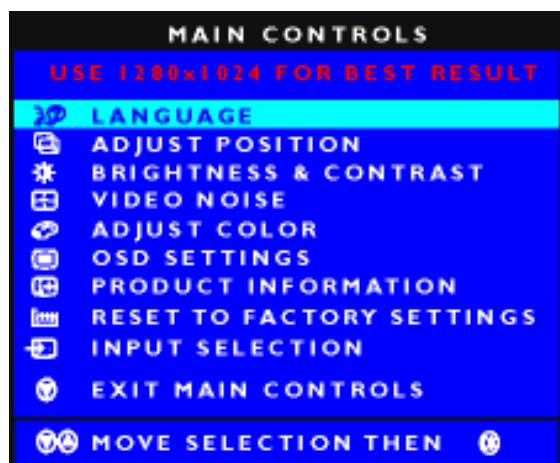 MAIN CONTROLS
USE 1280x1024 FOR BEST RESULT
LANGUAGE
ADJUST POSITION
BRIGHTNESS & CONTRAST
VIDEO NOISE
ADJUST COLOR
OSD SETTINGS
PRODUCT INFORMATION
RESET TO FACTORY SETTINGS
INPUT SELECTION
EXIT MAIN CONTROLS
MOVE SELECTION THEN